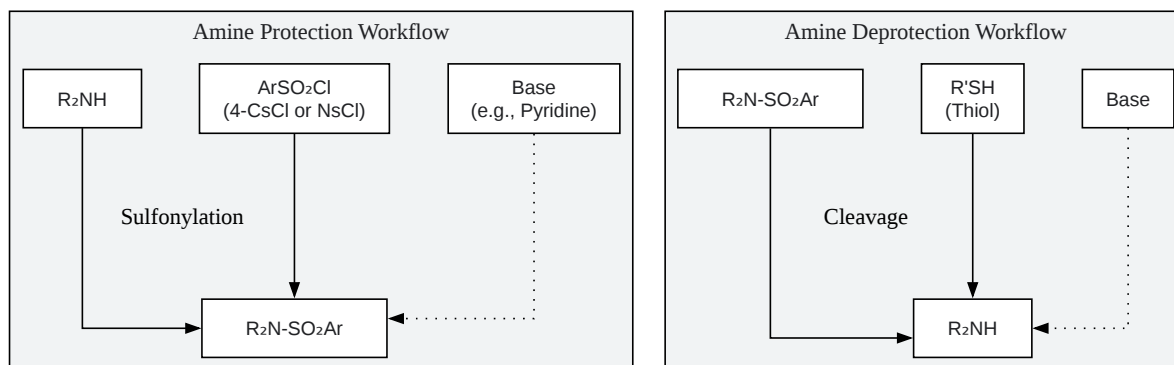 Amine Protection Workflow
R₂NH
ArSO₂Cl
(4-CsCl or NsCl)
Base
(e.g., Pyridine)
Sulfonylation
R₂N-SO₂Ar
Amine Deprotection Workflow
R₂N-SO₂Ar
R'SH
(Thiol)
Base
Cleavage
R₂NH